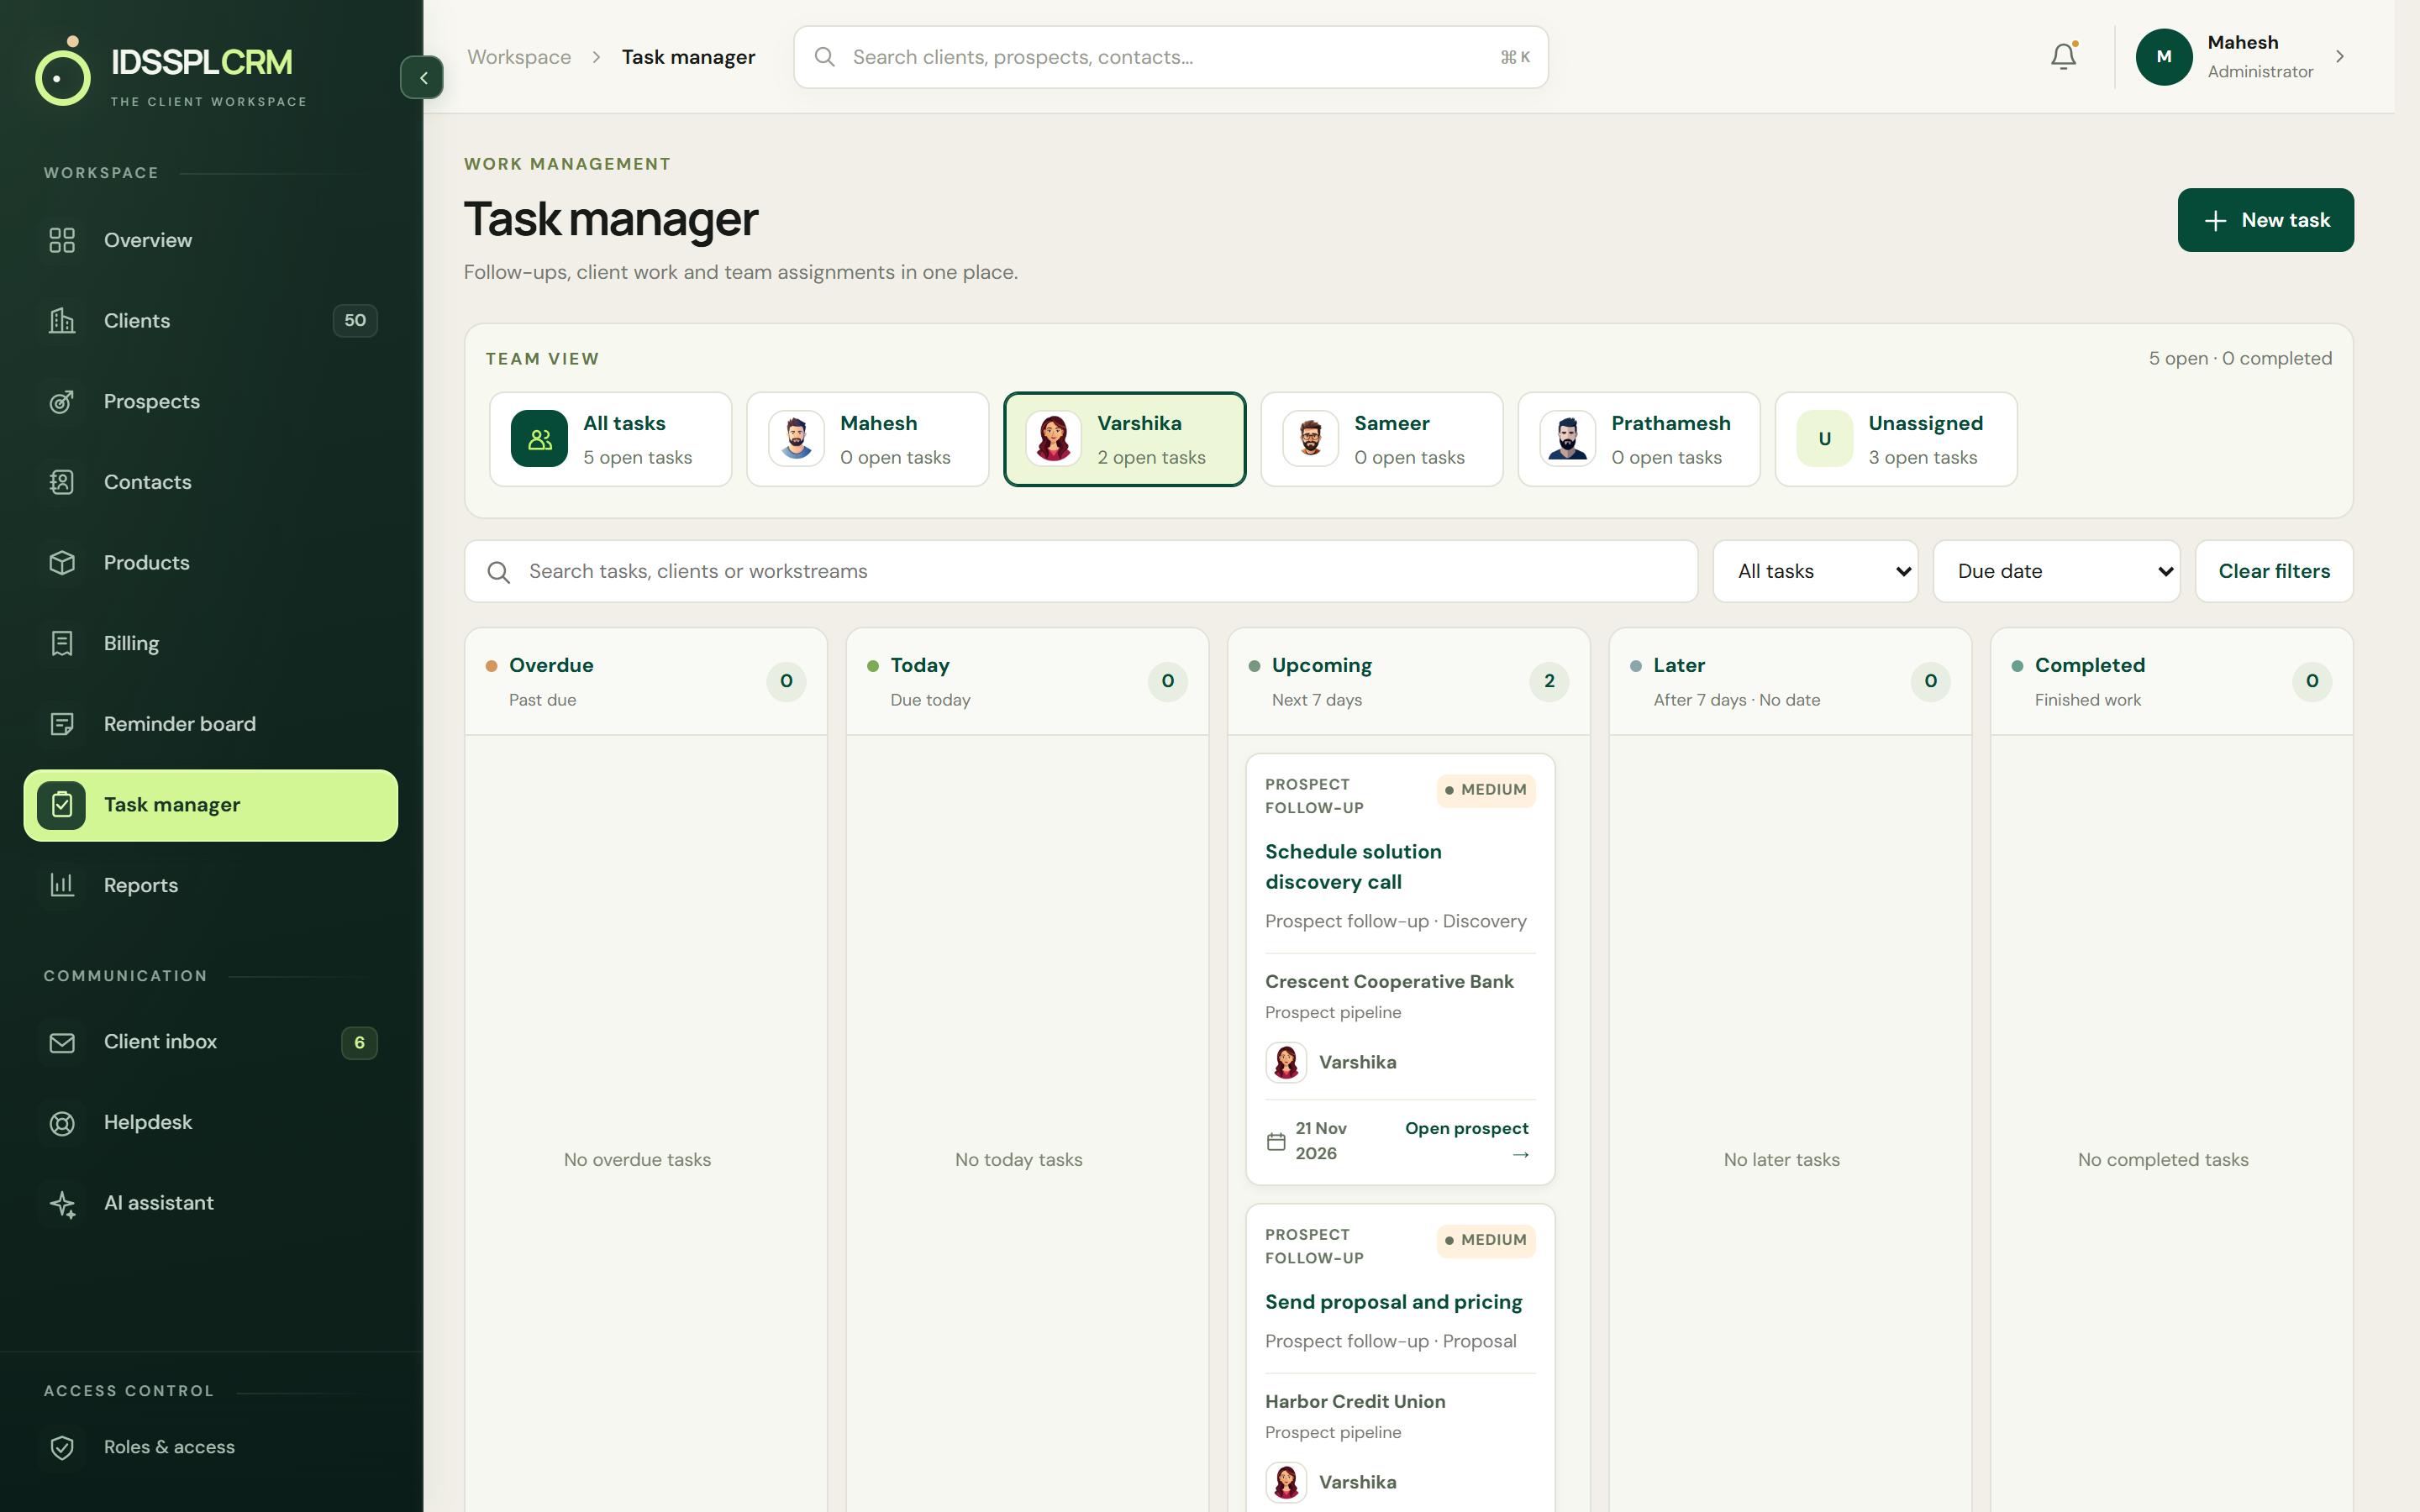 IDSSPLCRM
THE CLIENT WORKSPACE
WORKSPACE
Overview
Clients 50
Prospects
Contacts
Products
Billing
Reminder board
Task manager
Reports
COMMUNICATION
Client inbox 6
Helpdesk
AI assistant
ACCESS CONTROL
Roles & access
Workspace > Task manager
Search clients, prospects, contacts...
⌘ K
M
Mahesh
Administrator
WORK MANAGEMENT
Task manager
Follow-ups, client work and team assignments in one place.
+ New task
TEAM VIEW
5 open · 0 completed
All tasks
5 open tasks
Mahesh
0 open tasks
Varshika
2 open tasks
Sameer
0 open tasks
Prathamesh
0 open tasks
U
Unassigned
3 open tasks
Search tasks, clients or workstreams
All tasks
Due date
Clear filters
Overdue
Past due
0
No overdue tasks
Today
Due today
0
No today tasks
Upcoming
Next 7 days
2
PROSPECT
FOLLOW-UP
MEDIUM
Schedule solution
discovery call
Prospect follow-up · Discovery
Crescent Cooperative Bank
Prospect pipeline
Varshika
21 Nov
2026
Open prospect
→
PROSPECT
FOLLOW-UP
MEDIUM
Send proposal and pricing
Prospect follow-up · Proposal
Harbor Credit Union
Prospect pipeline
Varshika
Later
After 7 days · No date
0
No later tasks
Completed
Finished work
0
No completed tasks